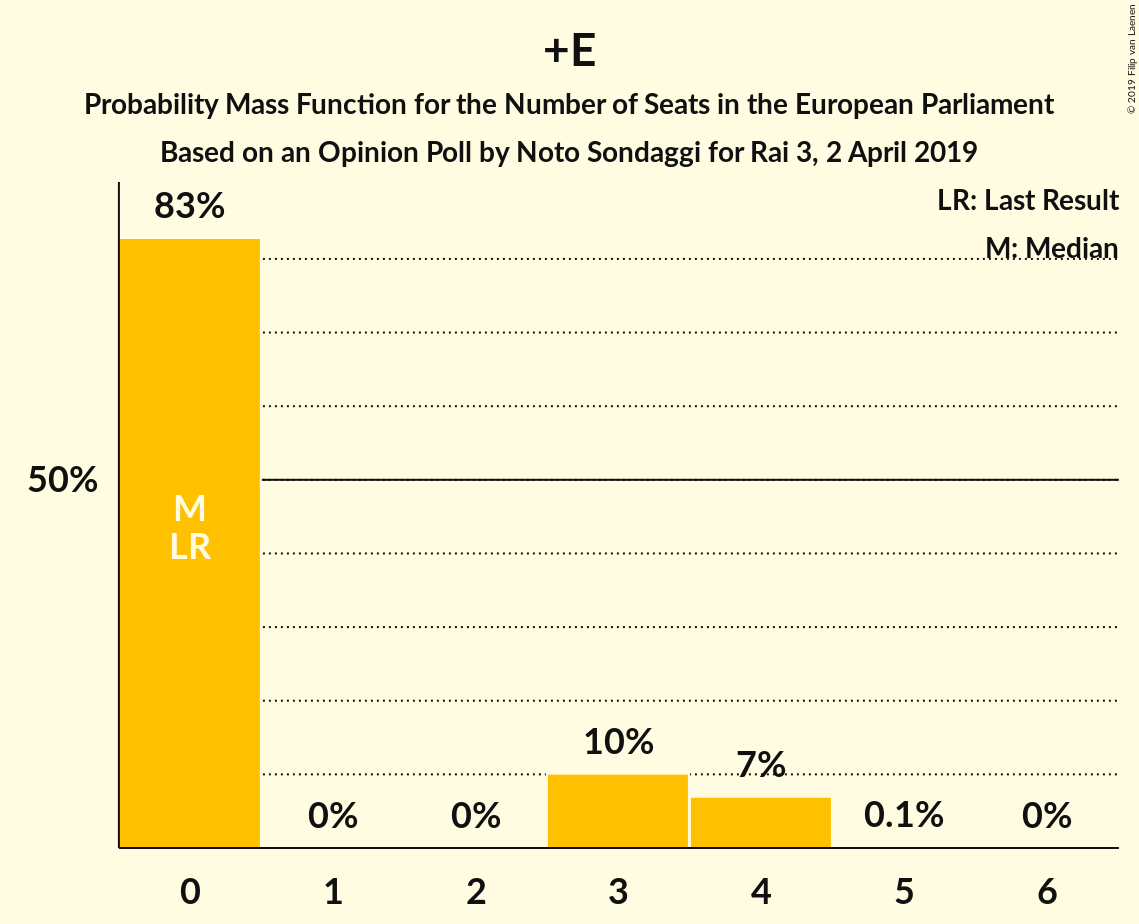 +E
Probability Mass Function for the Number of Seats in the European Parliament
Based on an Opinion Poll by Noto Sondaggi for Rai 3, 2 April 2019
© 2019 Filip van Laenen
LR: Last Result
M: Median
83%
50%
M
LR
0%
0%
10%
7%
0.1%
0%
0 1 2 3 4 5 6